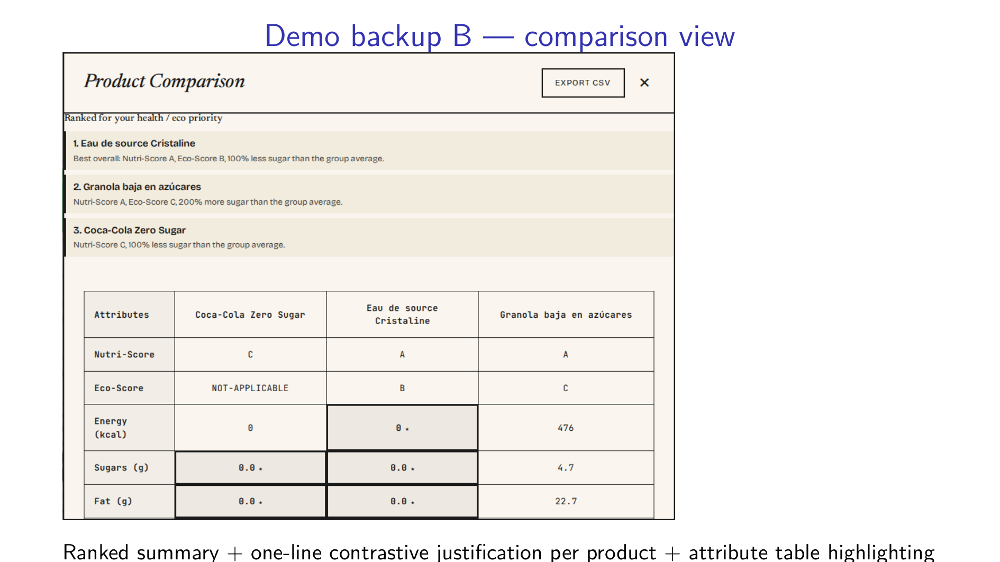 Demo backup B — comparison view
Product Comparison
EXPORT CSV ✕
Ranked for your health / eco priority
1. Eau de source Cristaline
Best overall: Nutri-Score A, Eco-Score B, 100% less sugar than the group average.
2. Granola baja en azúcares
Nutri-Score A, Eco-Score C, 200% more sugar than the group average.
3. Coca-Cola Zero Sugar
Nutri-Score C, 100% less sugar than the group average.
Attributes Coca-Cola Zero Sugar Eau de source Cristaline Granola baja en azúcares
Nutri-Score C A A
Eco-Score NOT-APPLICABLE B C
Energy (kcal) 0 0 ★ 476
Sugars (g) 0.0 ★ 0.0 ★ 4.7
Fat (g) 0.0 ★ 0.0 ★ 22.7
Ranked summary + one-line contrastive justification per product + attribute table highlighting